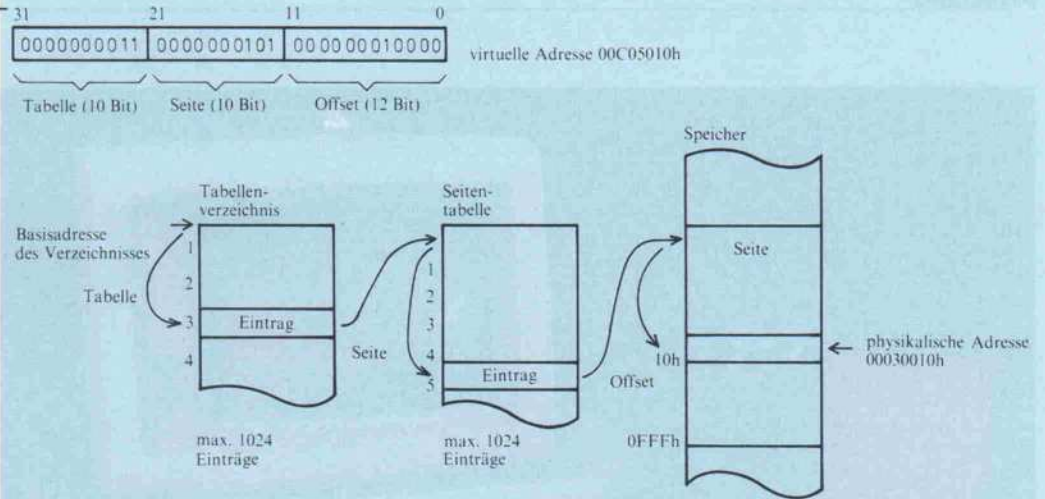 31 21 11 0
0000000011 0000000101 000000010000 virtuelle Adresse 00C05010h
Tabelle (10 Bit) Seite (10 Bit) Offset (12 Bit)
Speicher
Tabellen-
verzeichnis
Seiten-
tabelle
Basisadresse
des Verzeichnisses
Tabelle
1
2
3
4
Eintrag
Seite
1
2
3
4
5
Eintrag
Seite
10h
Offset
0FFFh
physikalische Adresse
00030010h
max. 1024
Einträge
max. 1024
Einträge